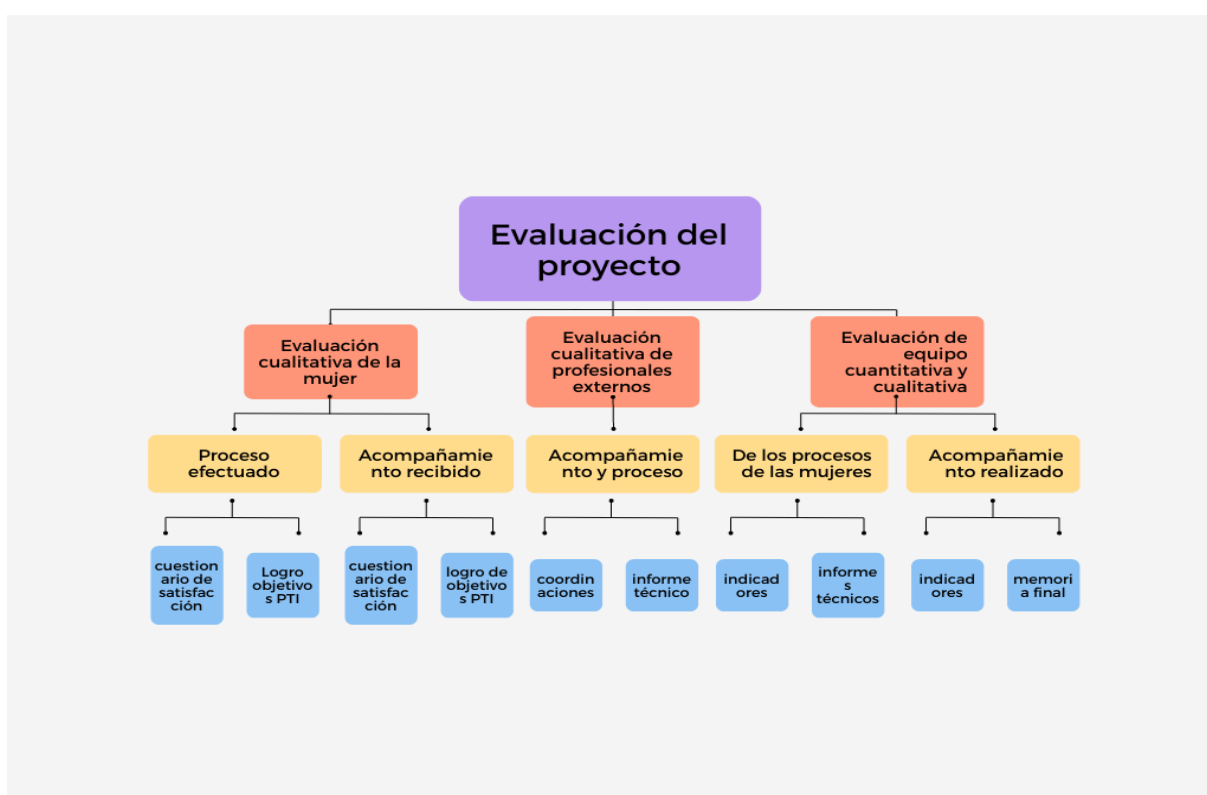 Evaluación del
proyecto
Evaluación
cualitativa de la
mujer
Evaluación
cualitativa de
profesionales
externos
Evaluación de
equipo
cuantitativa y
cualitativa
Proceso
efectuado
Acompañamie
nto recibido
Acompañamie
nto y proceso
De los procesos
de las mujeres
Acompañamie
nto realizado
cuestion
ario de
satisfac
ción
Logro
objetivo
s PTI
cuestion
ario de
satisfac
ción
logro de
objetivo
s PTI
coordin
aciones
informe
técnico
indicad
ores
informe
s
técnicos
indicad
ores
memori
a final